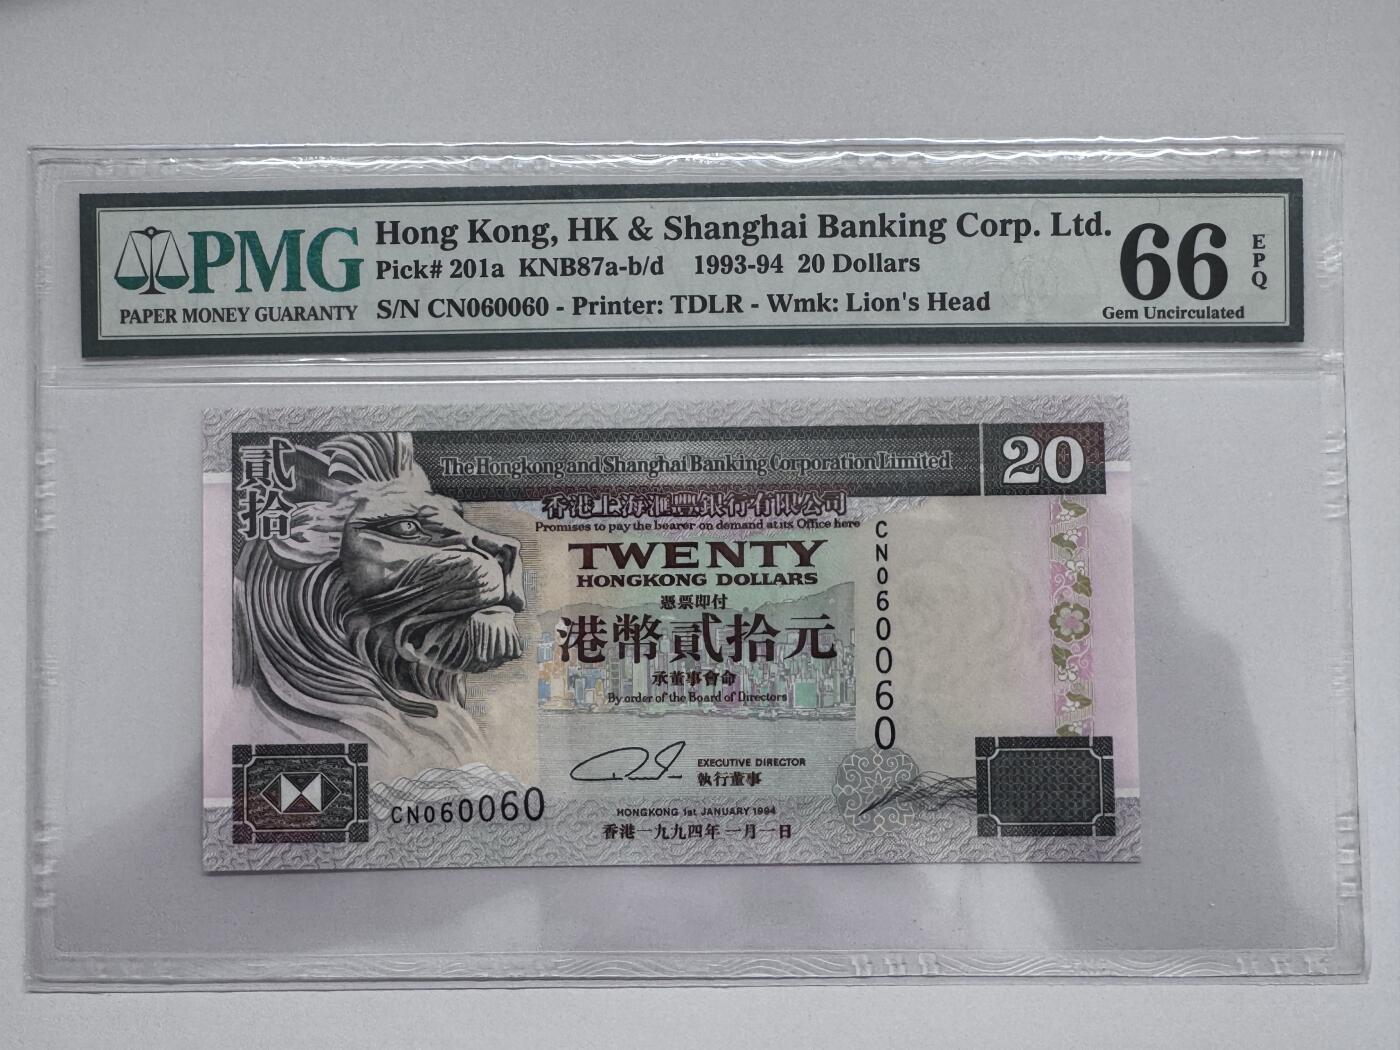 PMG
PAPER MONEY GUARANTY
Hong Kong, HK & Shanghai Banking Corp. Ltd.
Pick# 201a KNB87a-b/d 1993-94 20 Dollars
S/N CN060060 - Printer: TDLR - Wmk: Lion's Head
66
EPQ
Gem Uncirculated
貳拾
The Hongkong and Shanghai Banking Corporation Limited
20
香港上海滙豐銀行有限公司
Promises to pay the bearer on demand at its Office here
TWENTY
HONGKONG DOLLARS
憑票即付
港幣貳拾元
承董事會命
By order of the Board of Directors
CN060060
EXECUTIVE DIRECTOR
執行董事
CN060060
HONGKONG 1st JANUARY 1994
香港一九九四年一月一日